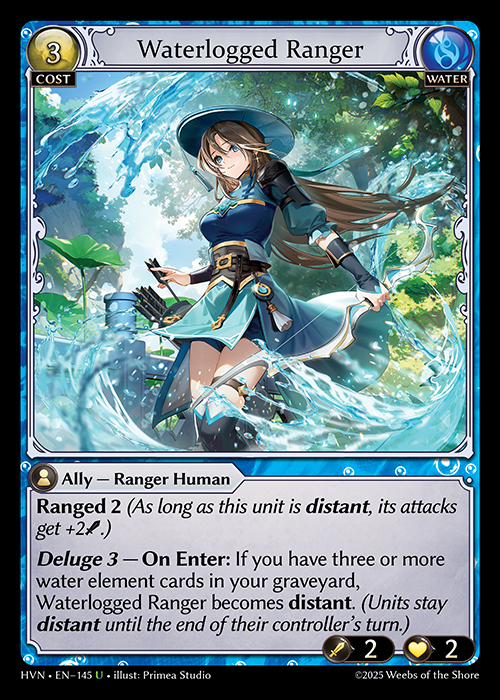 3
Waterlogged Ranger
COST
WATER
Ally — Ranger Human
Ranged 2 (As long as this unit is distant, its attacks
get +2.)
Deluge 3 — On Enter: If you have three or more
water element cards in your graveyard,
Waterlogged Ranger becomes distant. (Units stay
distant until the end of their controller's turn.)
2
2
HVN • EN-145 U • illust: Primea Studio
©2025 Weebs of the Shore